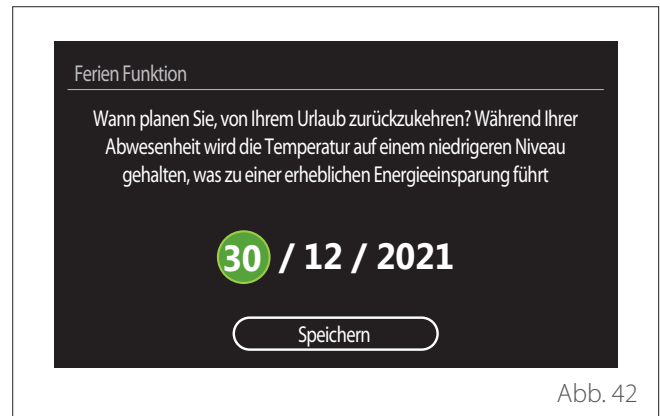 Ferien Funktion
Wann planen Sie, von Ihrem Urlaub zurückzukehren? Während Ihrer
Abwesenheit wird die Temperatur auf einem niedrigeren Niveau
gehalten, was zu einer erheblichen Energieeinsparung führt
30 / 12 / 2021
Speichern
Abb. 42